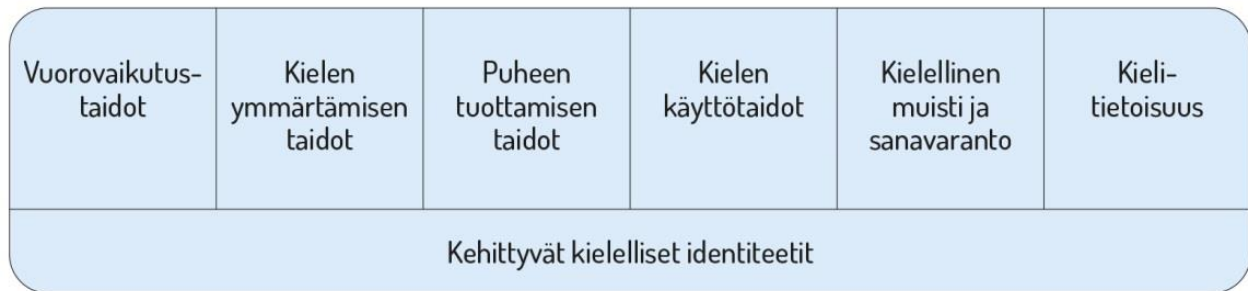 Vuorovaikutus-
taidot
Kielen
ymmärtämisen
taidot
Puheen
tuottamisen
taidot
Kielen
käyttötaidot
Kielellinen
muisti ja
sanavaranto
Kieli-
tietoisuus
Kehittyvät kielelliset identiteetit